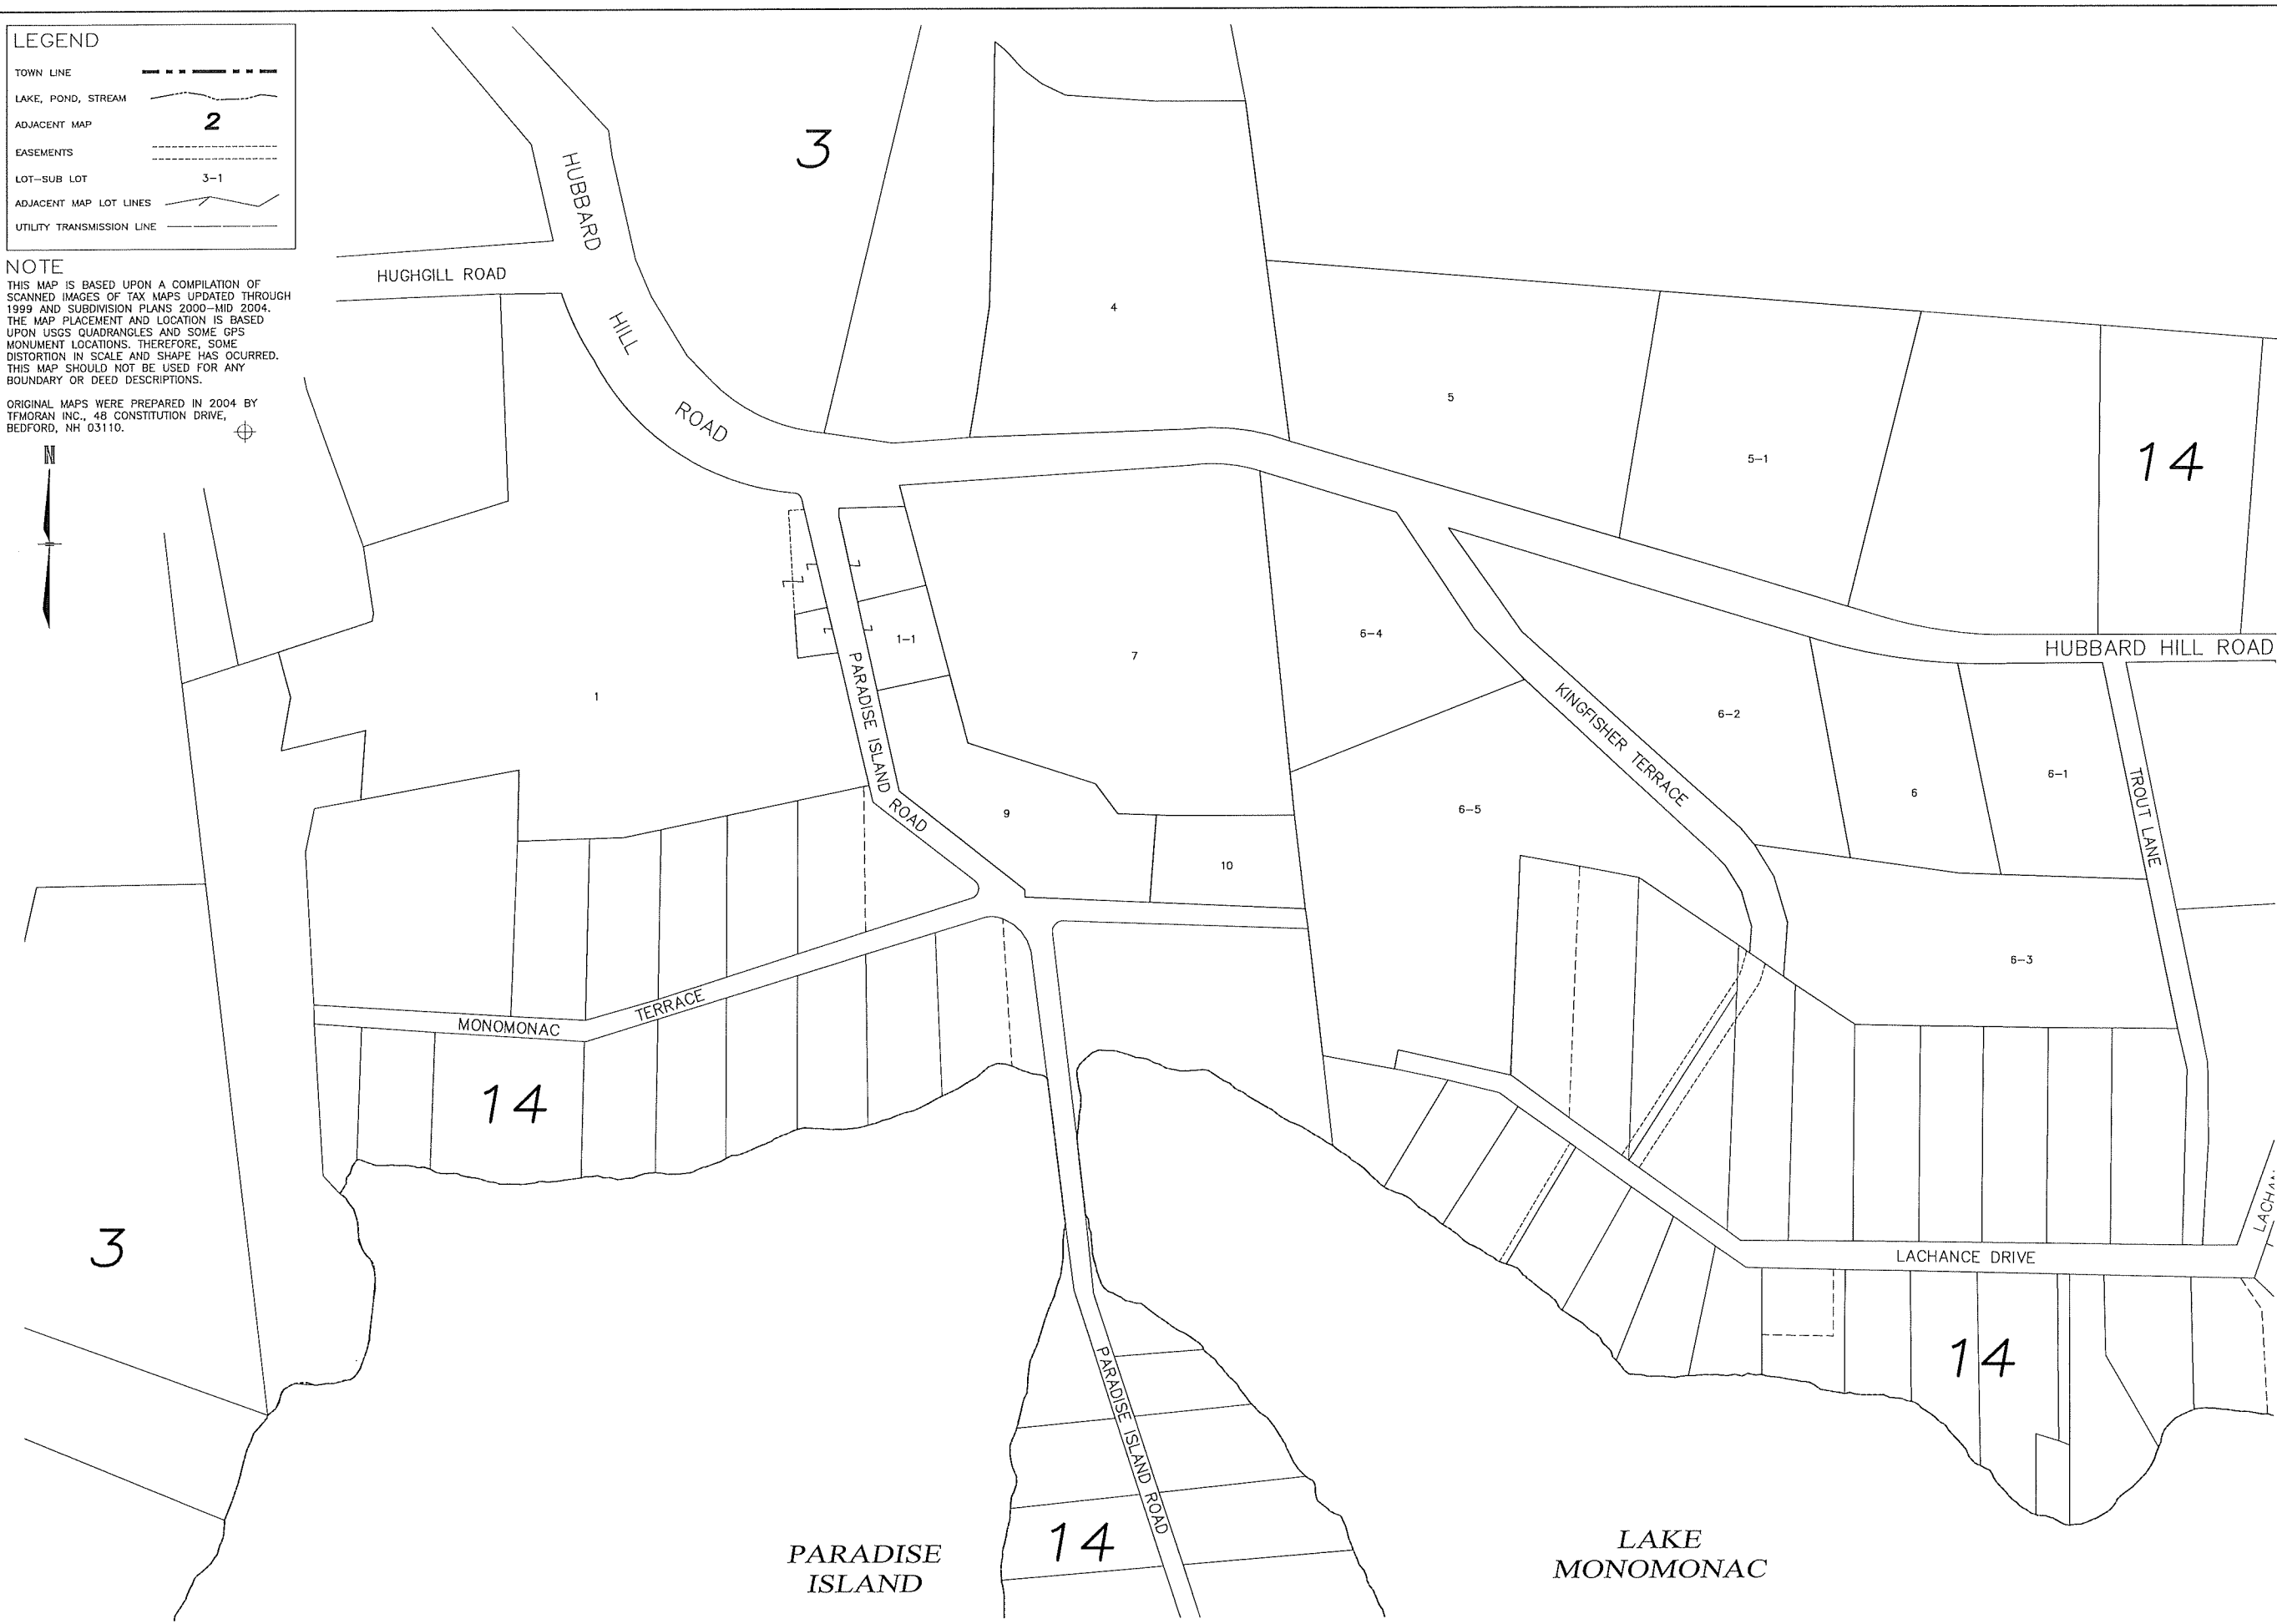 LEGEND
TOWN LINE
LAKE, POND, STREAM
ADJACENT MAP 2
EASEMENTS
LOT-SUB LOT 3-1
ADJACENT MAP LOT LINES
UTILITY TRANSMISSION LINE
NOTE
THIS MAP IS BASED UPON A COMPILATION OF
SCANNED IMAGES OF TAX MAPS UPDATED THROUGH
1999 AND SUBDIVISION PLANS 2000-MID 2004.
THE MAP PLACEMENT AND LOCATION IS BASED
UPON USGS QUADRANGLES AND SOME GPS
MONUMENT LOCATIONS. THEREFORE, SOME
DISTORTION IN SCALE AND SHAPE HAS OCURRED.
THIS MAP SHOULD NOT BE USED FOR ANY
BOUNDARY OR DEED DESCRIPTIONS.
ORIGINAL MAPS WERE PREPARED IN 2004 BY
TFMORAN INC., 48 CONSTITUTION DRIVE,
BEDFORD, NH 03110.
N
3
HUBBARD
HILL
ROAD
HUGHGILL ROAD
4
5
5-1
14
HUBBARD HILL ROAD
1
1-1
7
6-4
6-2
6
6-1
KINGFISHER TERRACE
TROUT LANE
PARADISE ISLAND ROAD
9
10
6-5
6-3
MONOMONAC TERRACE
14
3
LACHANCE DRIVE
LACHAN
14
PARADISE ISLAND ROAD
14
PARADISE
ISLAND
LAKE
MONOMONAC